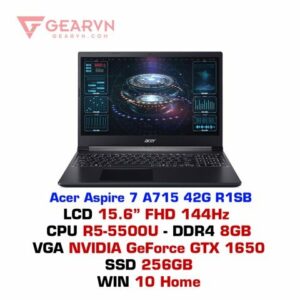 GEARVN
GEARVN.COM
acer
Acer Aspire 7 A715 42G R1SB
LCD 15.6” FHD 144Hz
CPU R5-5500U - DDR4 8GB
VGA NVIDIA GeForce GTX 1650
SSD 256GB
WIN 10 Home